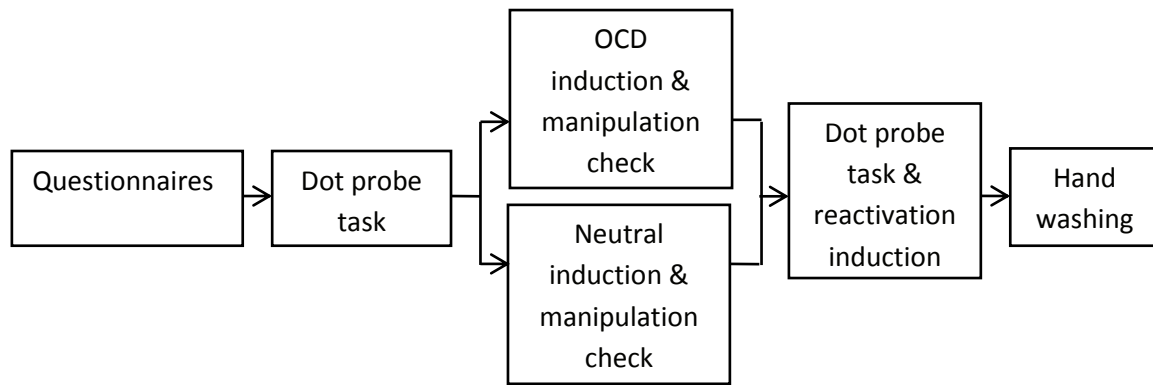 Questionnaires
Dot probe
task
OCD
induction &
manipulation
check
Neutral
induction &
manipulation
check
Dot probe
task &
reactivation
induction
Hand
washing